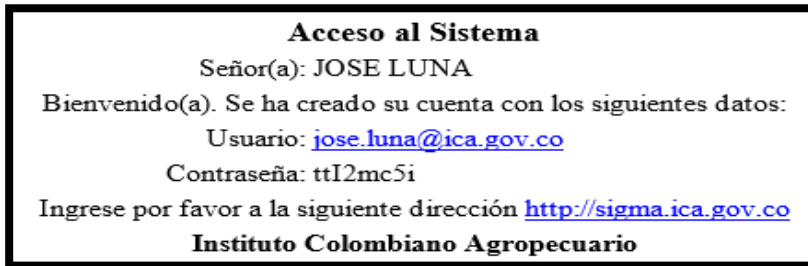 Acceso al Sistema
Señor(a): JOSE LUNA
Bienvenido(a). Se ha creado su cuenta con los siguientes datos:
Usuario: jose.luna@ica.gov.co
Contraseña: ttI2mc5i
Ingrese por favor a la siguiente dirección http://sigma.ica.gov.co
Instituto Colombiano Agropecuario